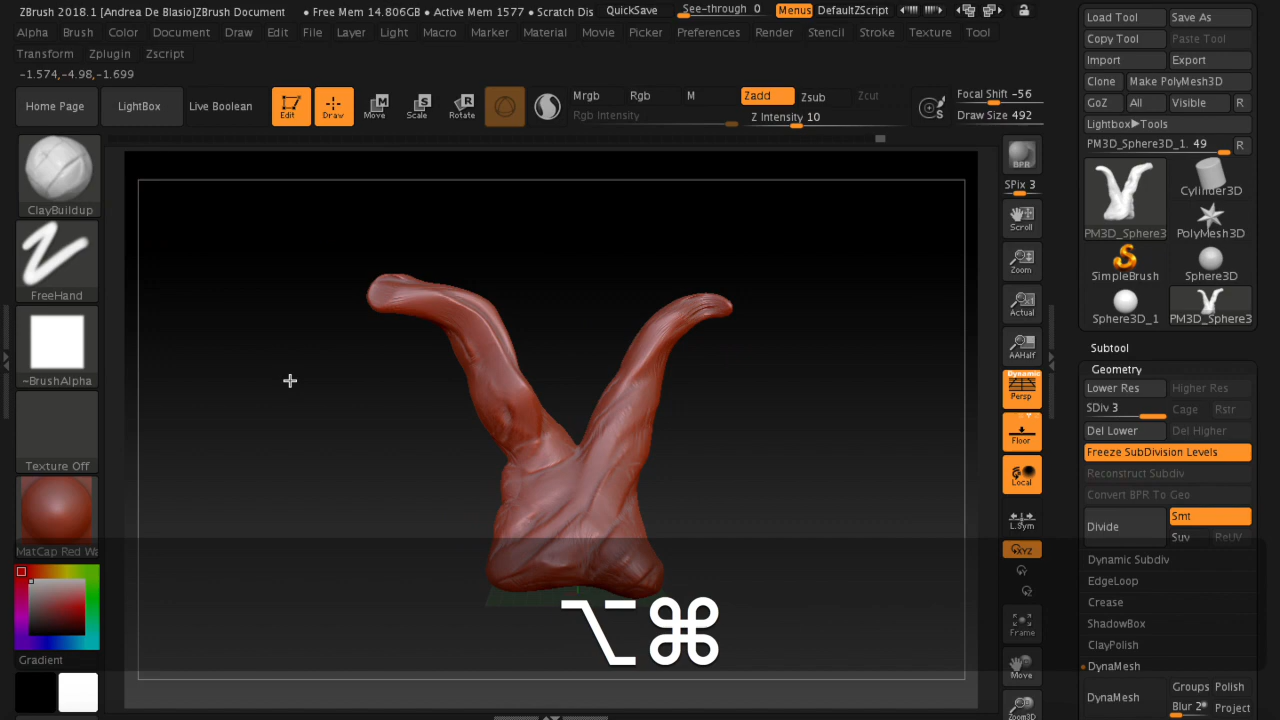 ZBrush 2018.1 [Andrea De Blasio]ZBrush Document • Free Mem 14.806GB • Active Mem 1577 • Scratch Dis QuickSave See-through 0 Menus DefaultZScript
Alpha Brush Color Document Draw Edit File Layer Light Macro Marker Material Movie Picker Preferences Render Stencil Stroke Texture Tool
Transform Zplugin Zscript
-1.574,-4.98,-1.699
Home Page LightBox Live Boolean Edit Draw Move Scale Rotate
Mrgb Rgb M Zadd Zsub Zcut Focal Shift -56
Rgb Intensity Z Intensity 10 S Draw Size 492
ClayBuildup
FreeHand
~BrushAlpha
Texture Off
MatCap Red Wa
Gradient
BPR
SPix 3
Scroll
Zoom
Actual
AAHalf
Dynamic
Persp
Floor
Local
L.Sym
XYZ
Y
Z
Frame
Move
Zoom3D
Load Tool Save As
Copy Tool Paste Tool
Import Export
Clone Make PolyMesh3D
GoZ All Visible R
Lightbox▶Tools
PM3D_Sphere3D_1. 49 R
PM3D_Sphere3 Cylinder3D
PolyMesh3D
SimpleBrush Sphere3D
Sphere3D_1 PM3D_Sphere3
Subtool
Geometry
Lower Res Higher Res
SDiv 3 Cage Rstr
Del Lower Del Higher
Freeze SubDivision Levels
Reconstruct Subdiv
Convert BPR To Geo
Divide Smt
Suv ReUV
Dynamic Subdiv
EdgeLoop
Crease
ShadowBox
ClayPolish
DynaMesh
DynaMesh Groups Polish
Blur 2 Project
⌥⌘